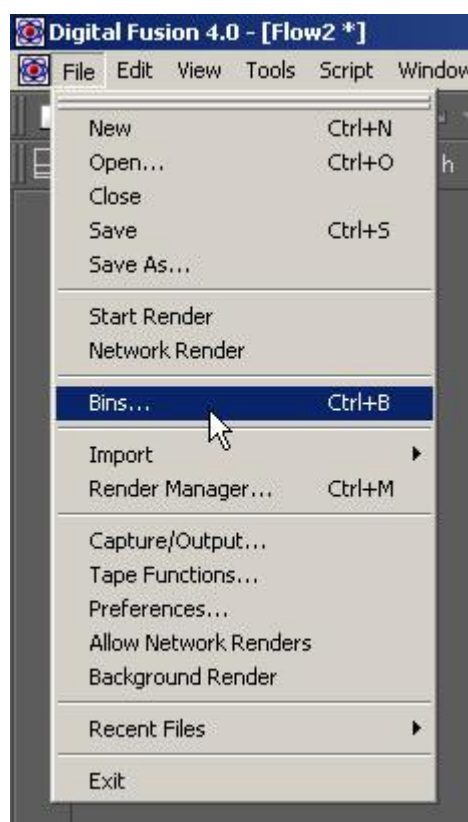 Digital Fusion 4.0 - [Flow2 *]
File Edit View Tools Script Window
h
New Ctrl+N
Open... Ctrl+O
Close
Save Ctrl+S
Save As...
Start Render
Network Render
Bins... Ctrl+B
Import
Render Manager... Ctrl+M
Capture/Output...
Tape Functions...
Preferences...
Allow Network Renders
Background Render
Recent Files
Exit